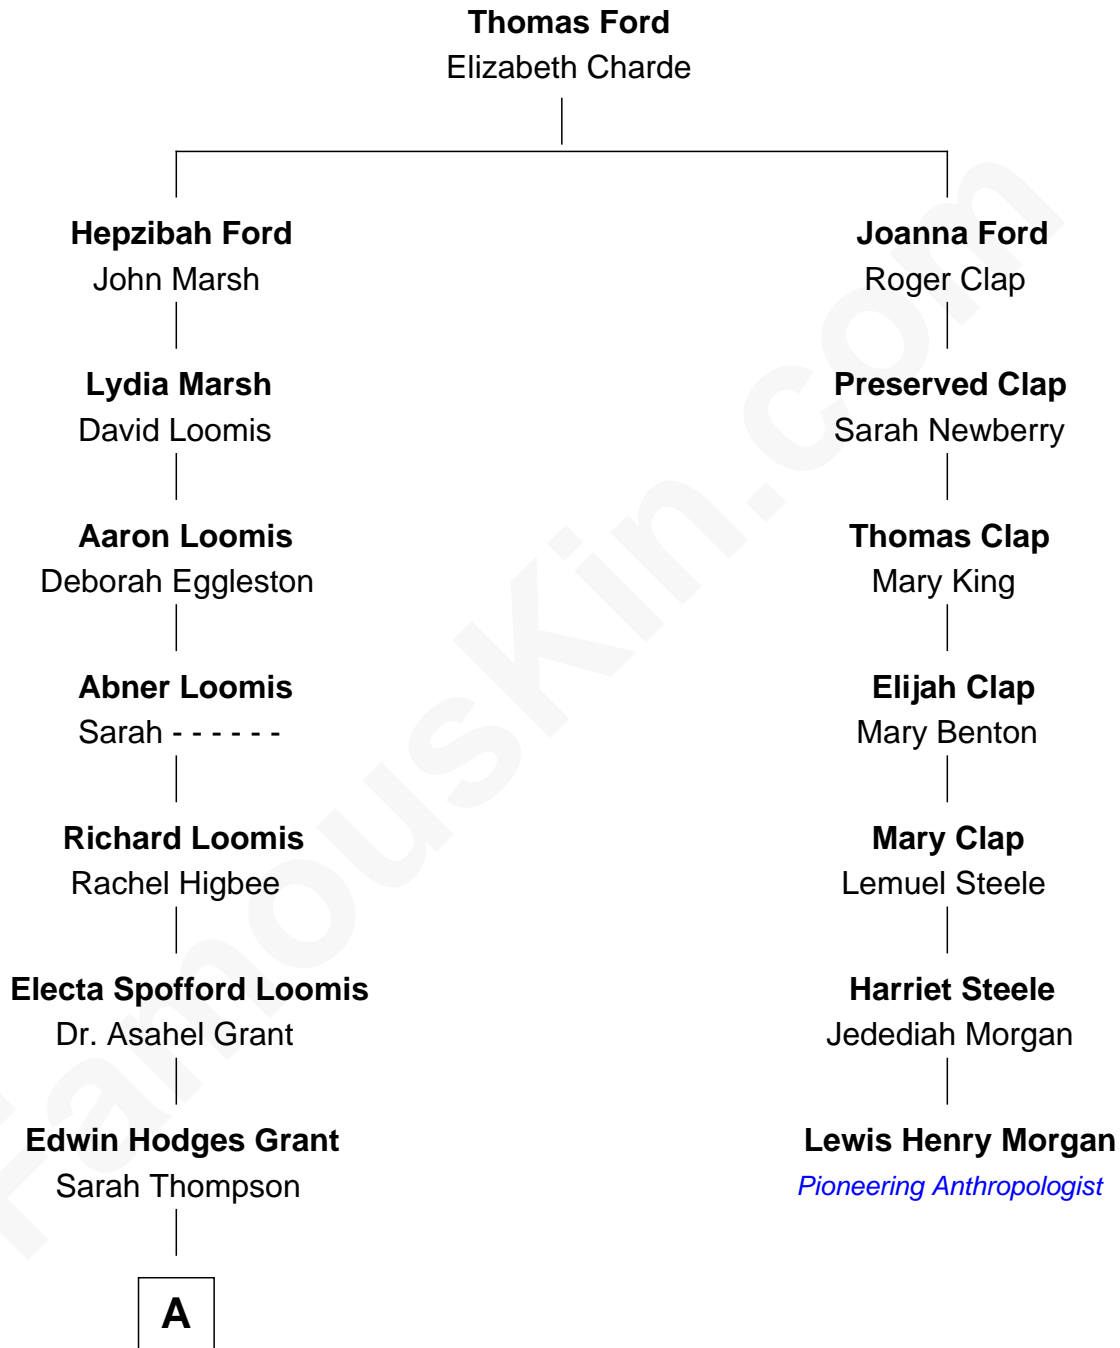 Thomas Ford
Elizabeth Charde
Hepzibah Ford
John Marsh
Lydia Marsh
David Loomis
Aaron Loomis
Deborah Eggleston
Abner Loomis
Sarah - - - - - -
Richard Loomis
Rachel Higbee
Electa Spofford Loomis
Dr. Asahel Grant
Edwin Hodges Grant
Sarah Thompson
A
Joanna Ford
Roger Clap
Preserved Clap
Sarah Newberry
Thomas Clap
Mary King
Elijah Clap
Mary Benton
Mary Clap
Lemuel Steele
Harriet Steele
Jedediah Morgan
Lewis Henry Morgan
Pioneering Anthropologist
FamousKin.com